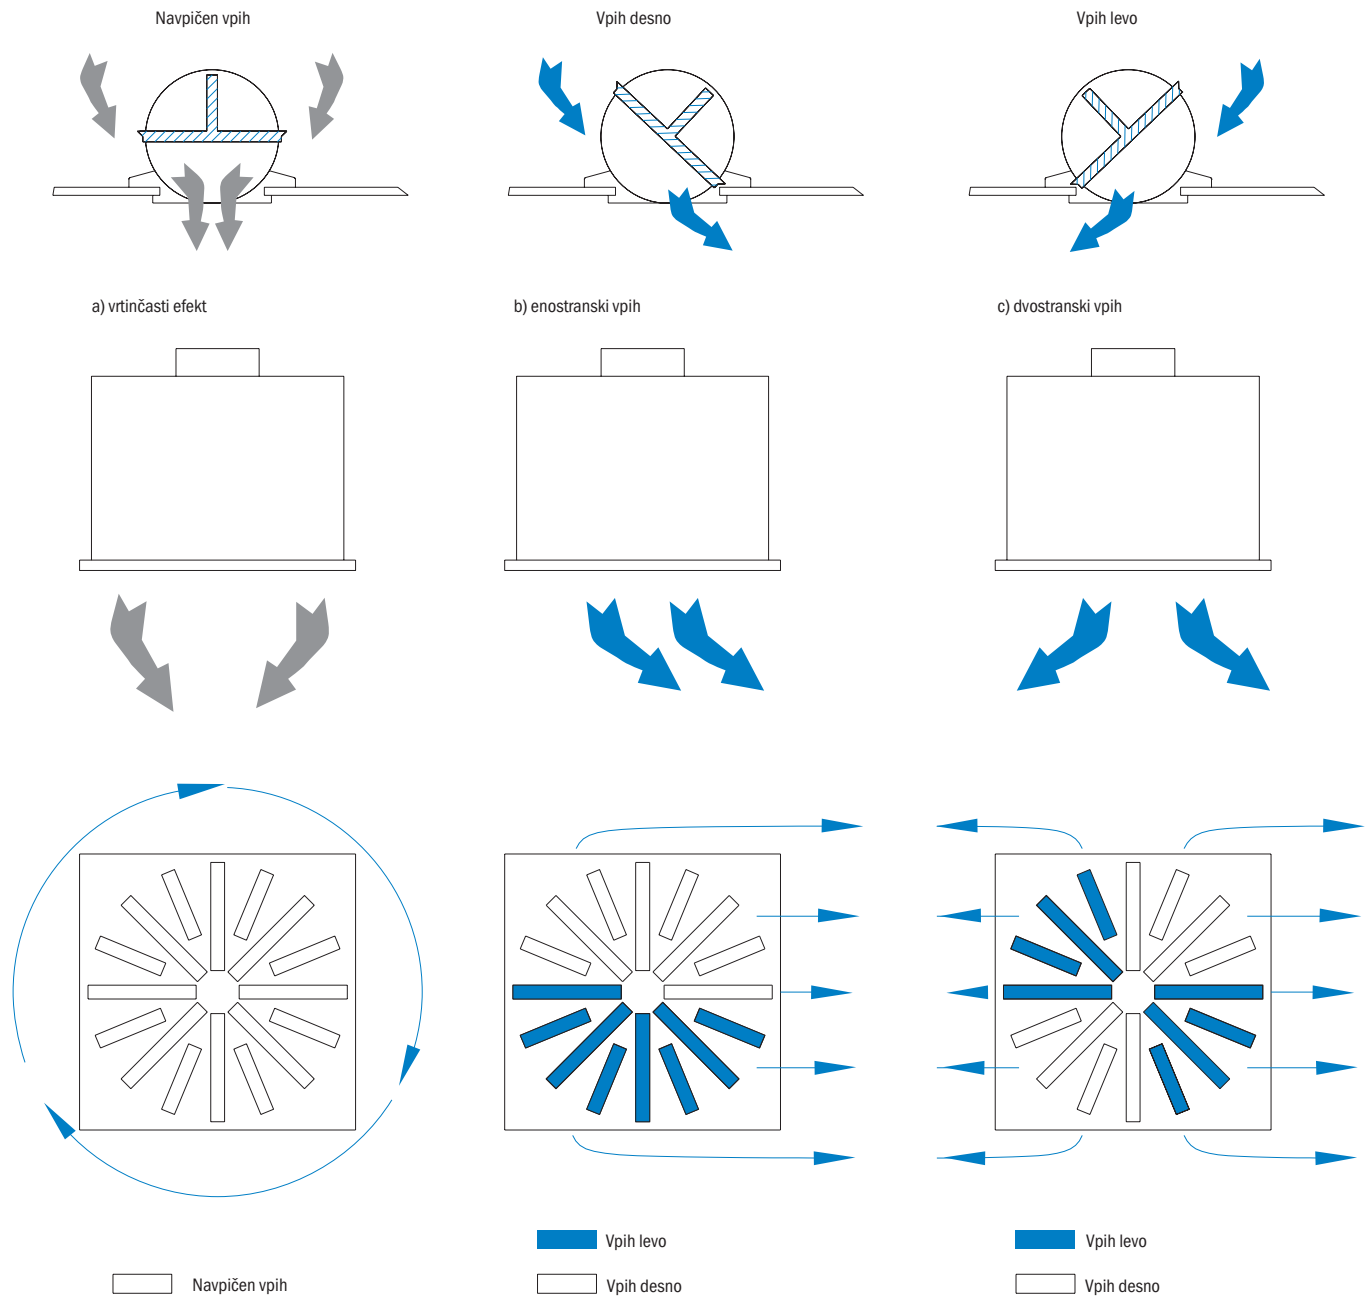 Navpičen vpih
Vpih desno
Vpih levo
a) vrtinčasti efekt
b) enostranski vpih
c) dvostranski vpih
Vpih levo
Vpih levo
Navpičen vpih
Vpih desno
Vpih desno